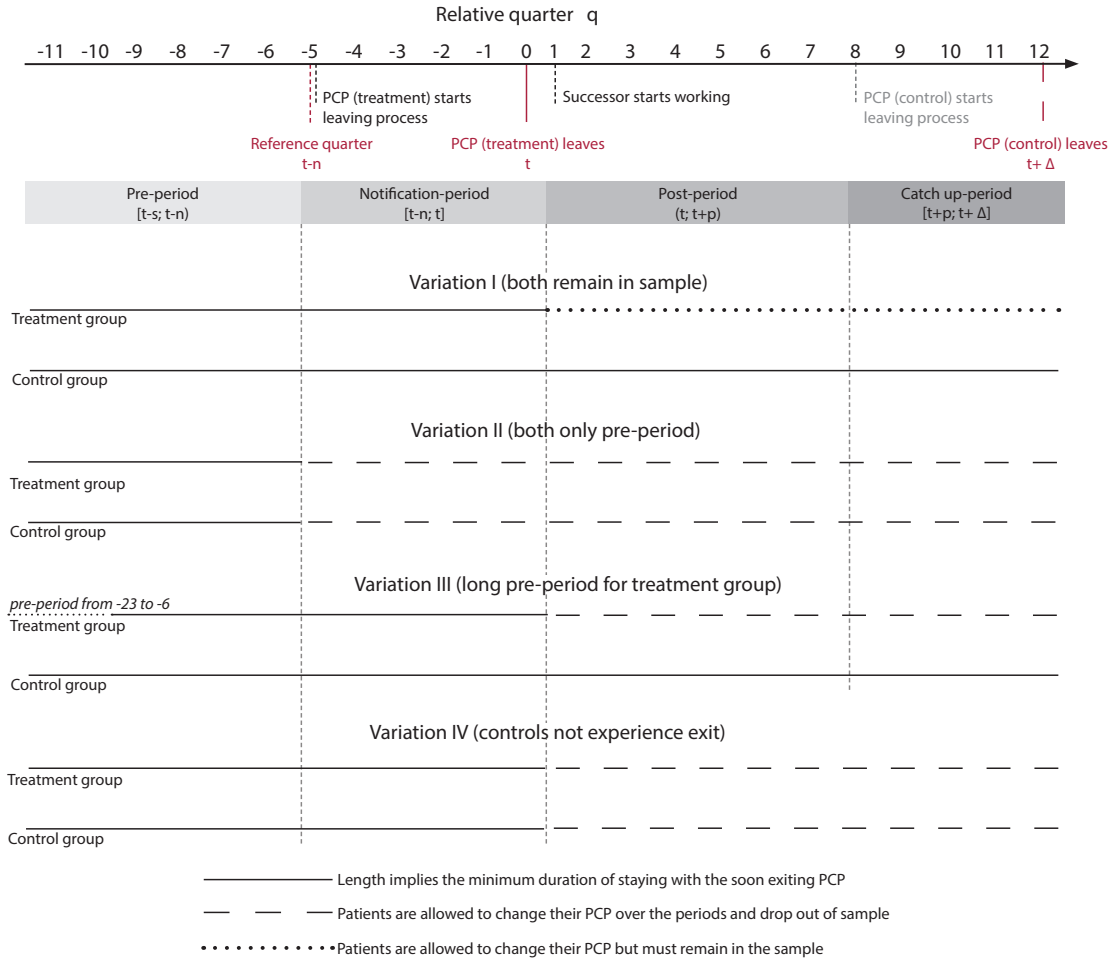 Relative quarter q
-11 -10 -9 -8 -7 -6 -5 -4 -3 -2 -1 0 1 2 3 4 5 6 7 8 9 10 11 12
PCP (treatment) starts
leaving process
Successor starts working
PCP (control) starts
leaving process
Reference quarter
t-n
PCP (treatment) leaves
t
PCP (control) leaves
t+ Δ
Pre-period
[t-s; t-n)
Notification-period
[t-n; t]
Post-period
(t; t+p)
Catch up-period
[t+p; t+ Δ]
Variation I (both remain in sample)
Treatment group
Control group
Variation II (both only pre-period)
Treatment group
Control group
Variation III (long pre-period for treatment group)
pre-period from -23 to -6
Treatment group
Control group
Variation IV (controls not experience exit)
Treatment group
Control group
Length implies the minimum duration of staying with the soon exiting PCP
Patients are allowed to change their PCP over the periods and drop out of sample
Patients are allowed to change their PCP but must remain in the sample